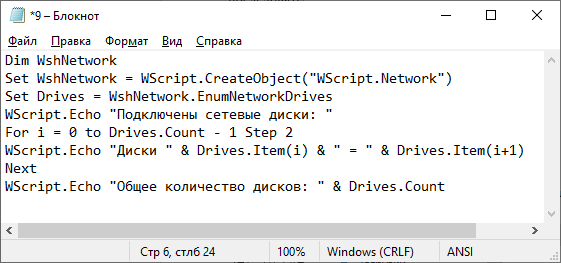 *9 – Блокнот
Файл Правка Формат Вид Справка
Dim WshNetwork
Set WshNetwork = WScript.CreateObject("WScript.Network")
Set Drives = WshNetwork.EnumNetworkDrives
WScript.Echo "Подключены сетевые диски: "
For i = 0 to Drives.Count - 1 Step 2
WScript.Echo "Диски " & Drives.Item(i) & " = " & Drives.Item(i+1)
Next
WScript.Echo "Общее количество дисков: " & Drives.Count
Стр 6, стлб 24 100% Windows (CRLF) ANSI